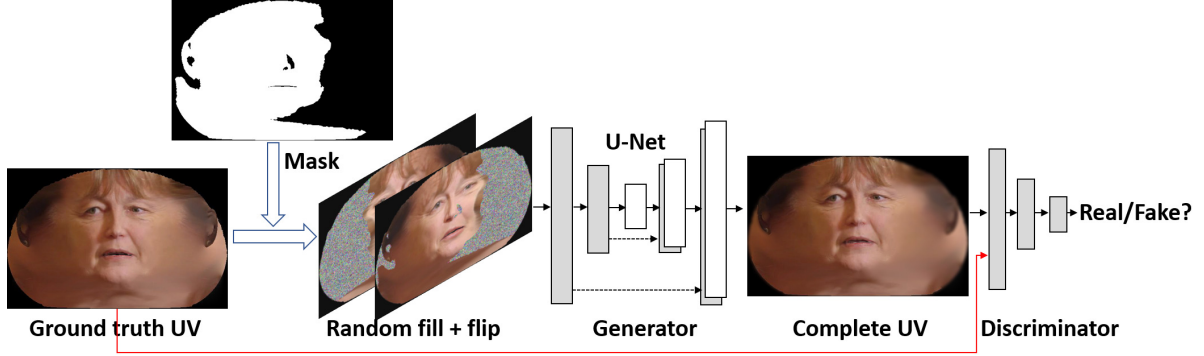 Mask
U-Net
Real/Fake?
Ground truth UV
Random fill + flip
Generator
Complete UV
Discriminator